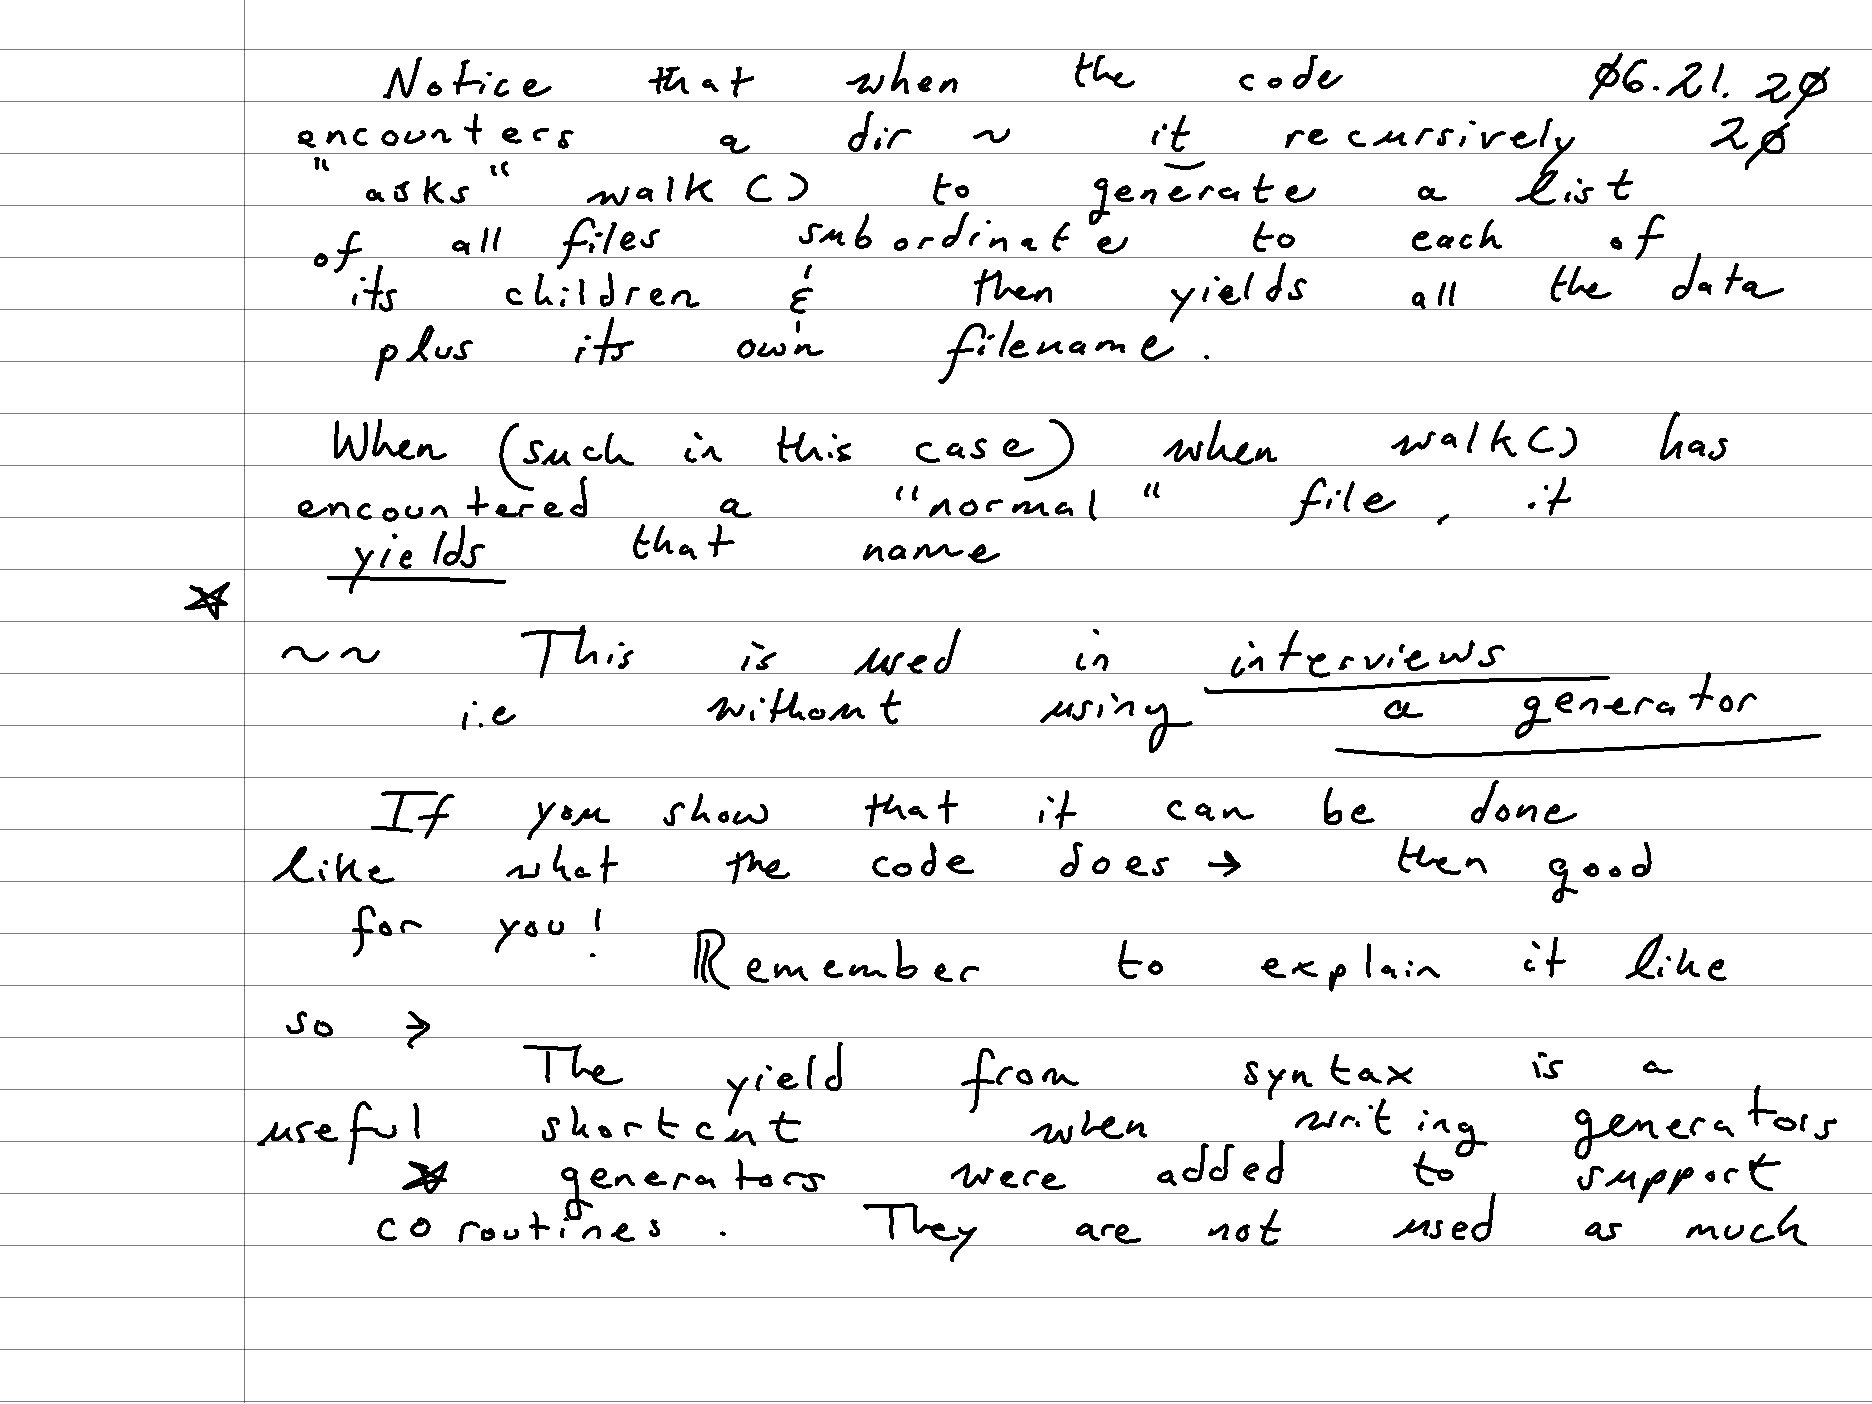 Notice that when the code 06.21.20
encounters a dir ~ it recursively 20
"asks" walk() to generate a list
of all files subordinate to each of
its children & then yields all the data
plus its own filename.
When (such in this case) when walk() has
encountered a "normal" file, it
yields that name
~~ This is used in interviews
i.e without using a generator
If you show that it can be done
like what the code does → then good
for you!
Remember to explain it like
so →
The yield from syntax is a
useful shortcut when writing generators
☆ generators were added to support
coroutines. They are not used as much